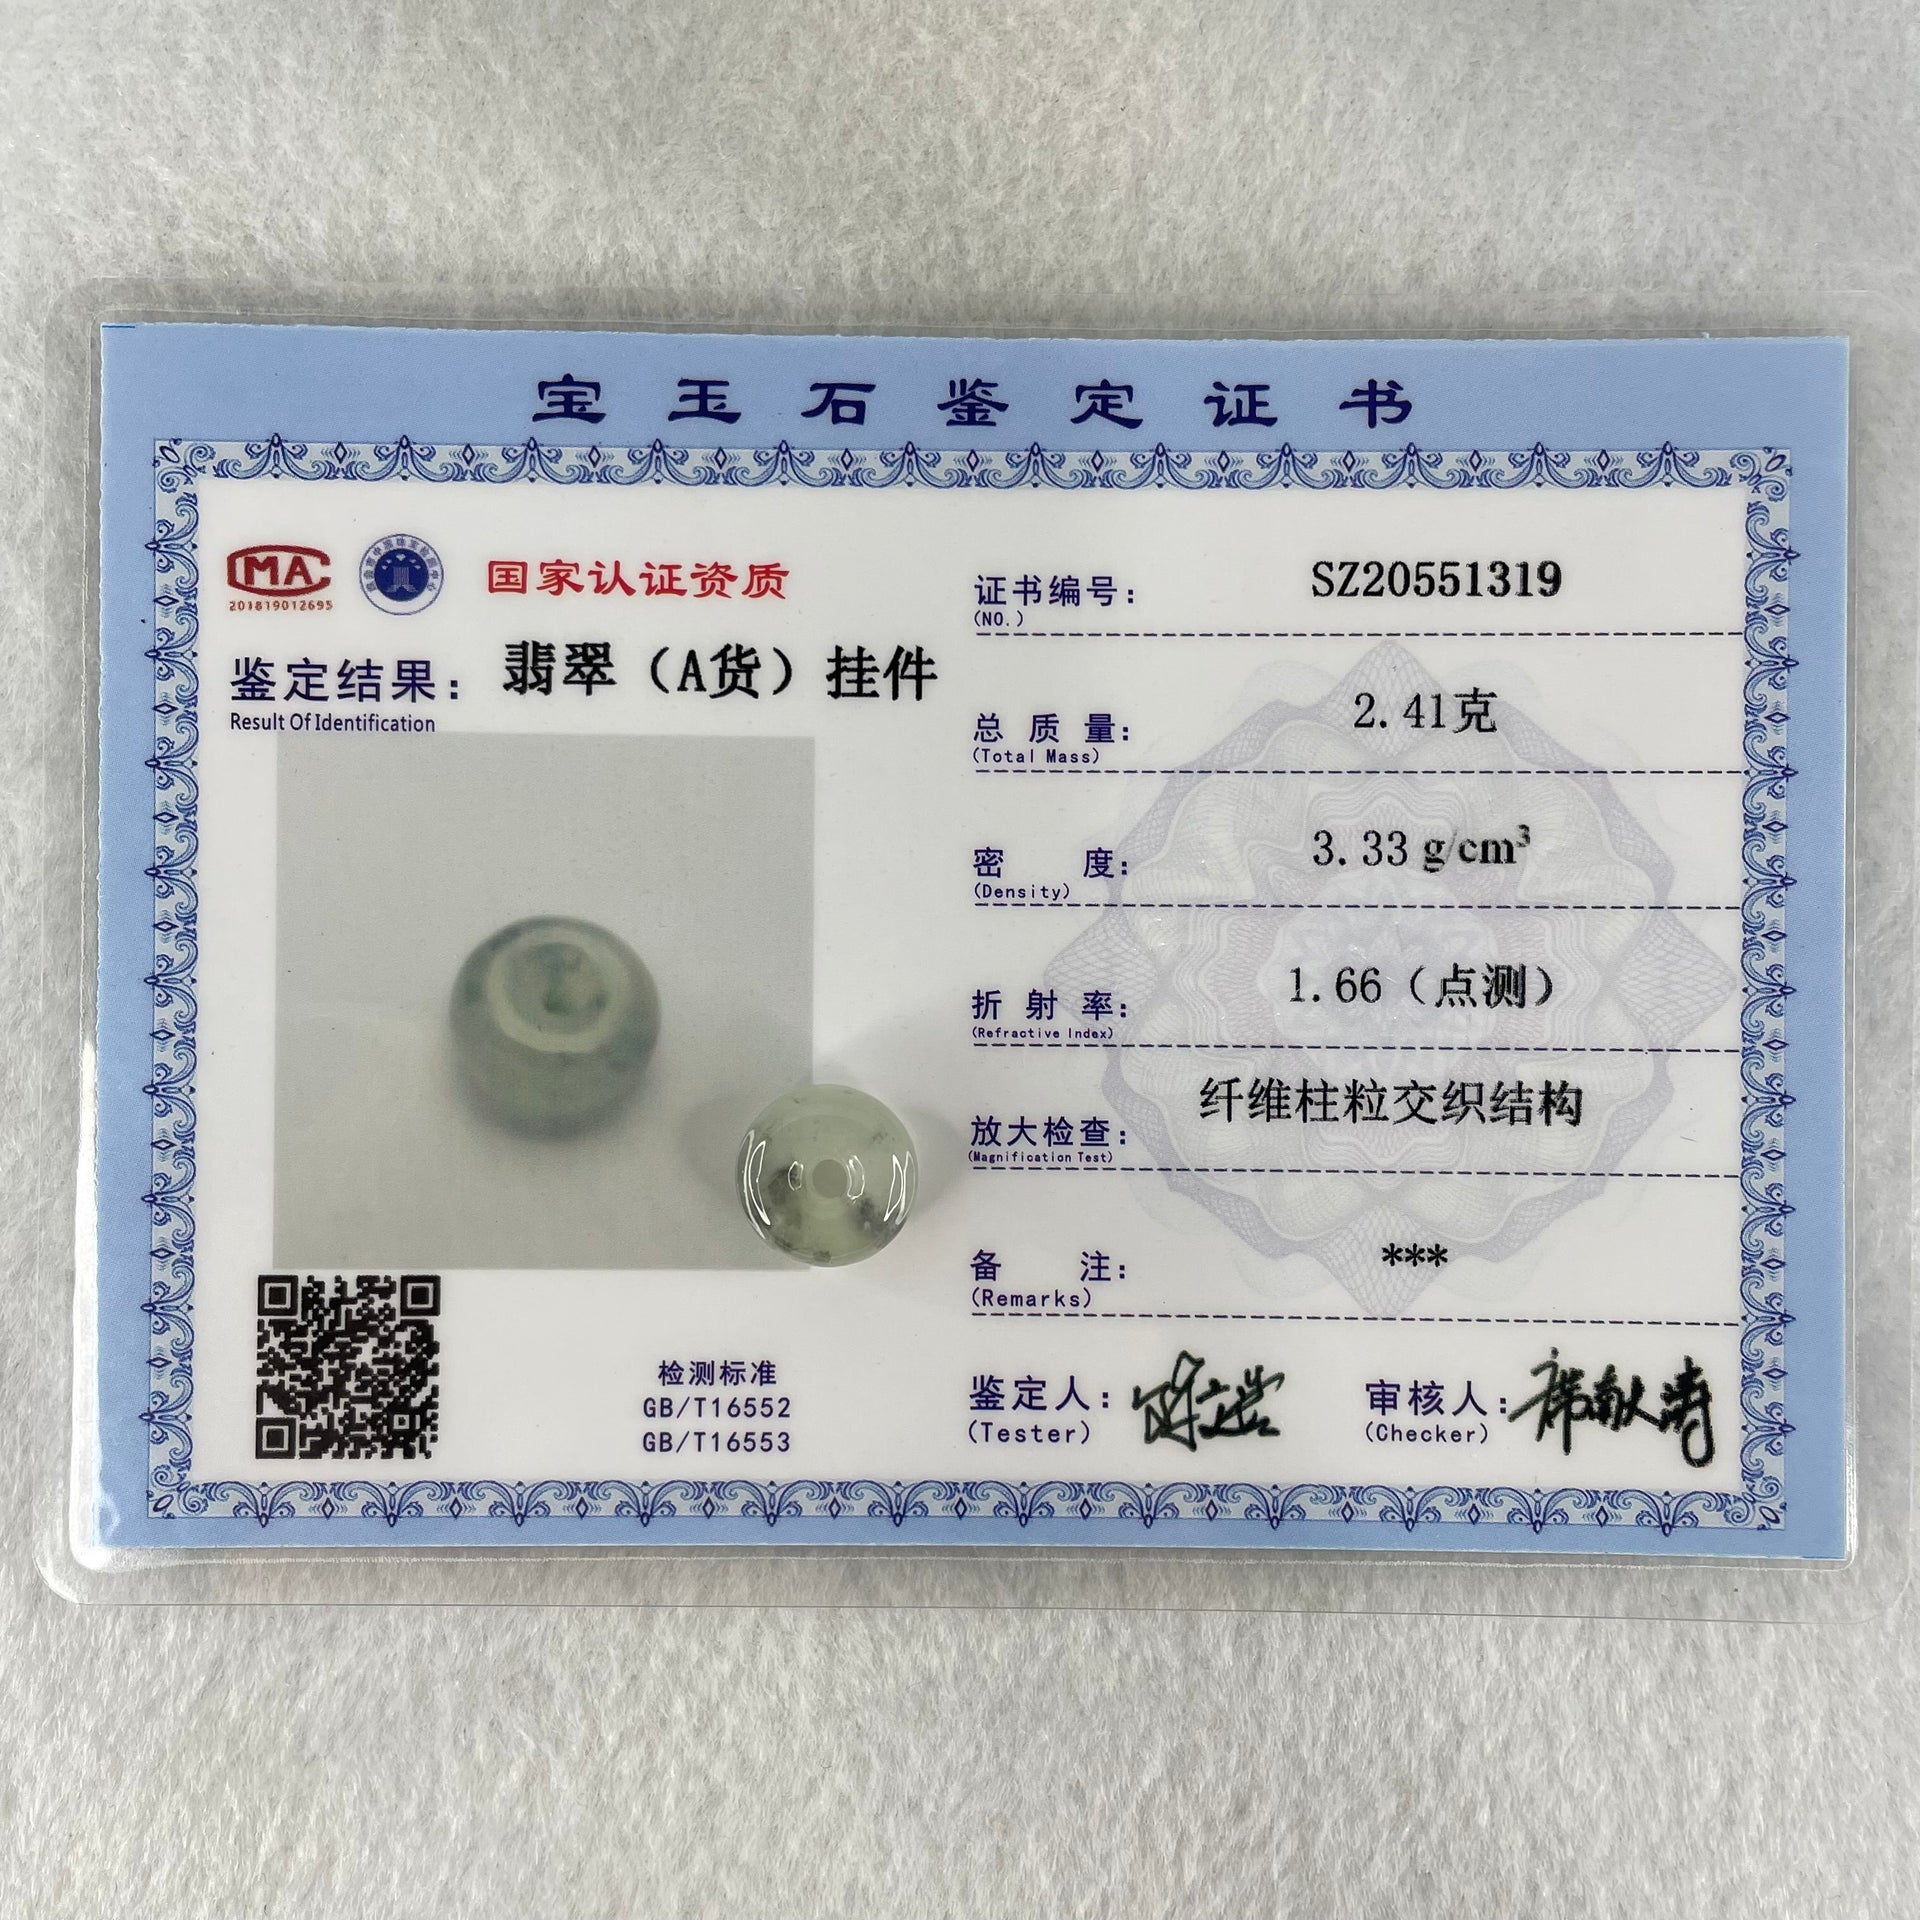 宝玉石鉴定证书
CMA
201819012695
国家认证资质
鉴定结果： 翡翠（A货）挂件
Result Of Identification
检测标准
GB/T16552
GB/T16553
证书编号： SZ20551319
(NO.)
总质量： 2.41克
(Total Mass)
密度： 3.33 g/cm³
(Density)
折射率： 1.66（点测）
(Refractive Index)
放大检查： 纤维柱粒交织结构
(Magnification Test)
备注： ***
(Remarks)
鉴定人：
(Tester)
审核人：
(Checker)